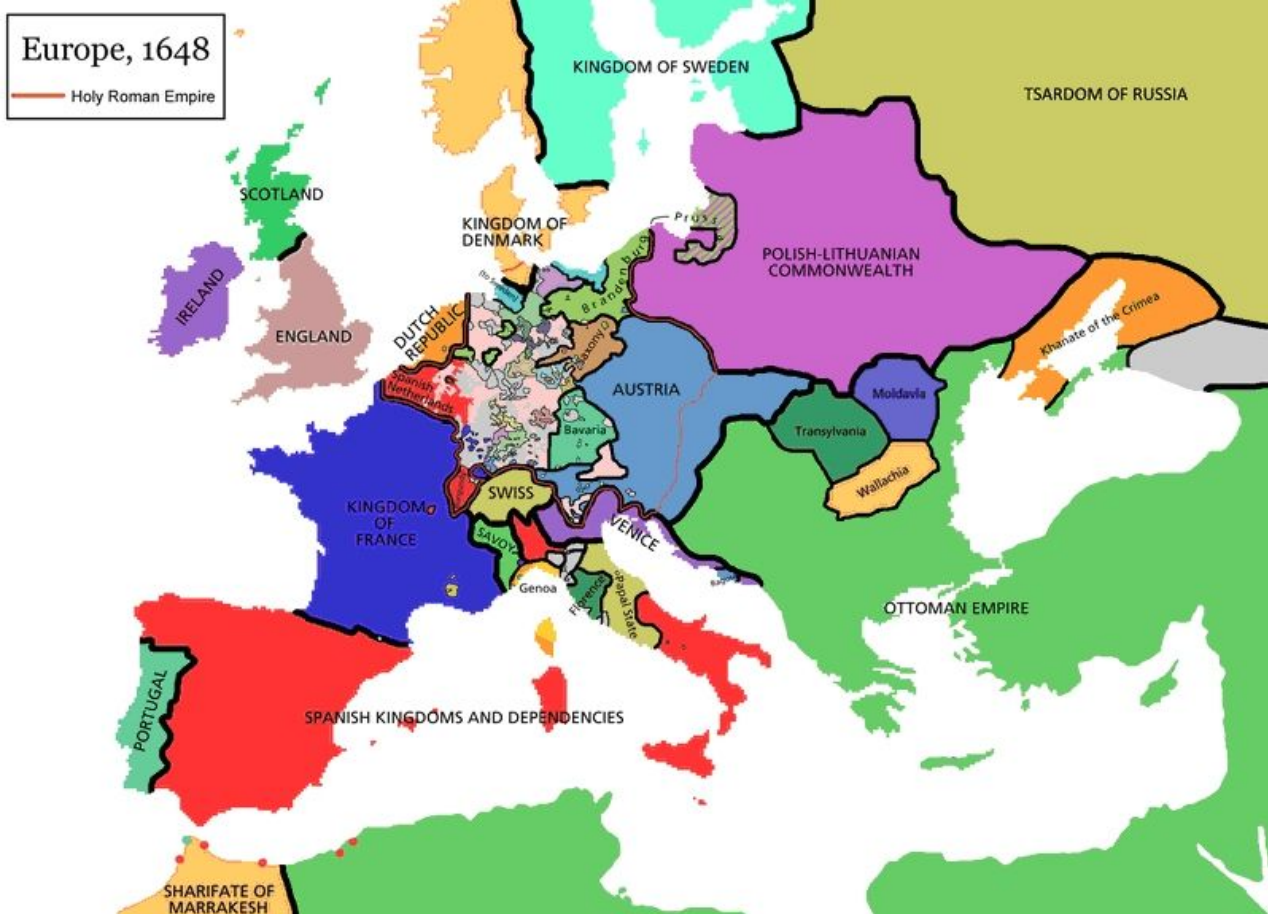 Europe, 1648
Holy Roman Empire
KINGDOM OF SWEDEN
TSARDOM OF RUSSIA
SCOTLAND
KINGDOM OF
DENMARK
Pruss
POLISH-LITHUANIAN
COMMONWEALTH
IRELAND
ENGLAND
(to Sweden)
Brandenburg
DUTCH
REPUBLIC
Saxony
Khanate of the Crimea
Spanish
Netherlands
AUSTRIA
Moldavia
Bavaria
Transylvania
Wallachia
SWISS
KINGDOM
OF
FRANCE
SAVOY
VENICE
Genoa
Florence
Papal State
OTTOMAN EMPIRE
PORTUGAL
SPANISH KINGDOMS AND DEPENDENCIES
SHARIFATE OF
MARRAKESH